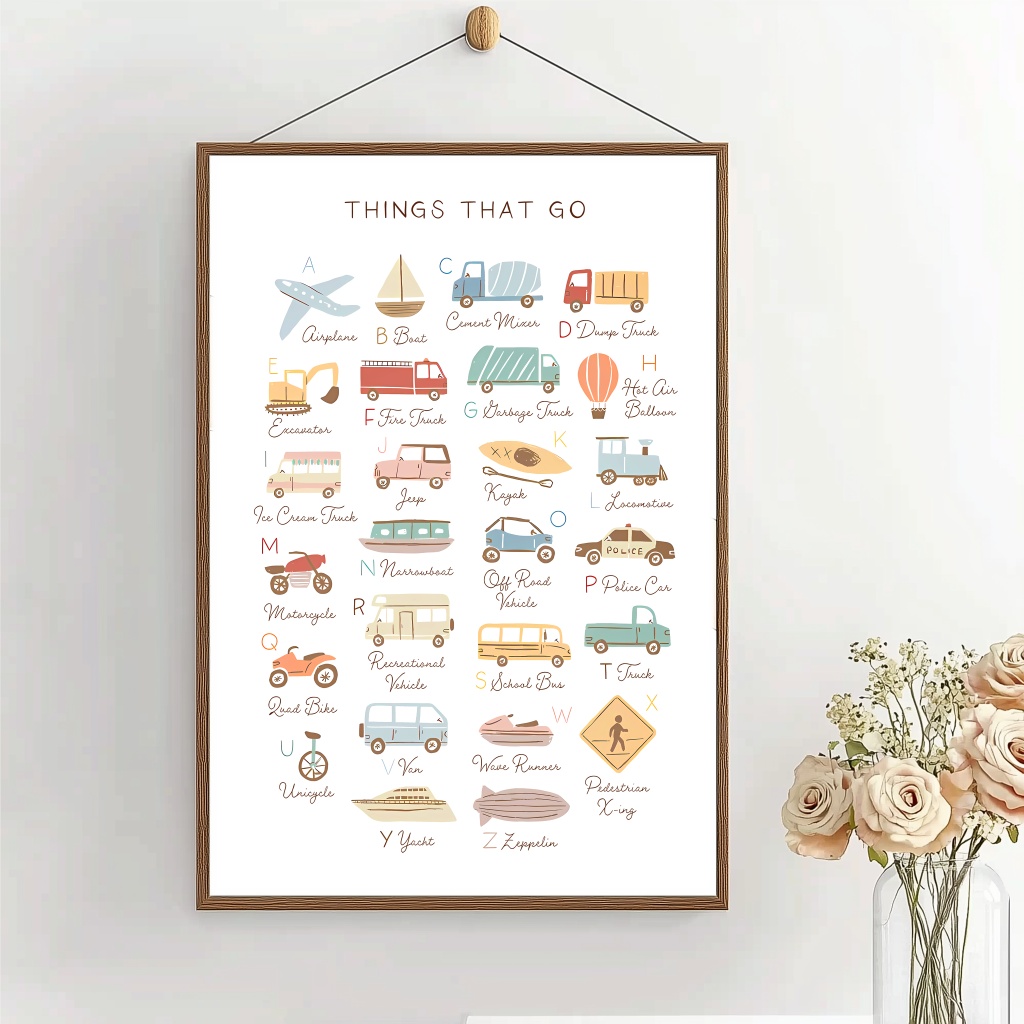 THINGS THAT GO
A
Airplane
B Boat
C
Cement Mixer
D Dump Truck
E
Excavator
F Fire Truck
G Garbage Truck
H
Hot Air
Balloon
I
Ice Cream Truck
J
Jeep
K
Kayak
L Locomotive
M
Motorcycle
N Narrowboat
O
Off Road
Vehicle
POLICE
P Police Car
Q
Quad Bike
R
Recreational
Vehicle
S School Bus
T Truck
U
Unicycle
V Van
W
Wave Runner
X
Pedestrian
X-ing
Y Yacht
Z Zeppelin